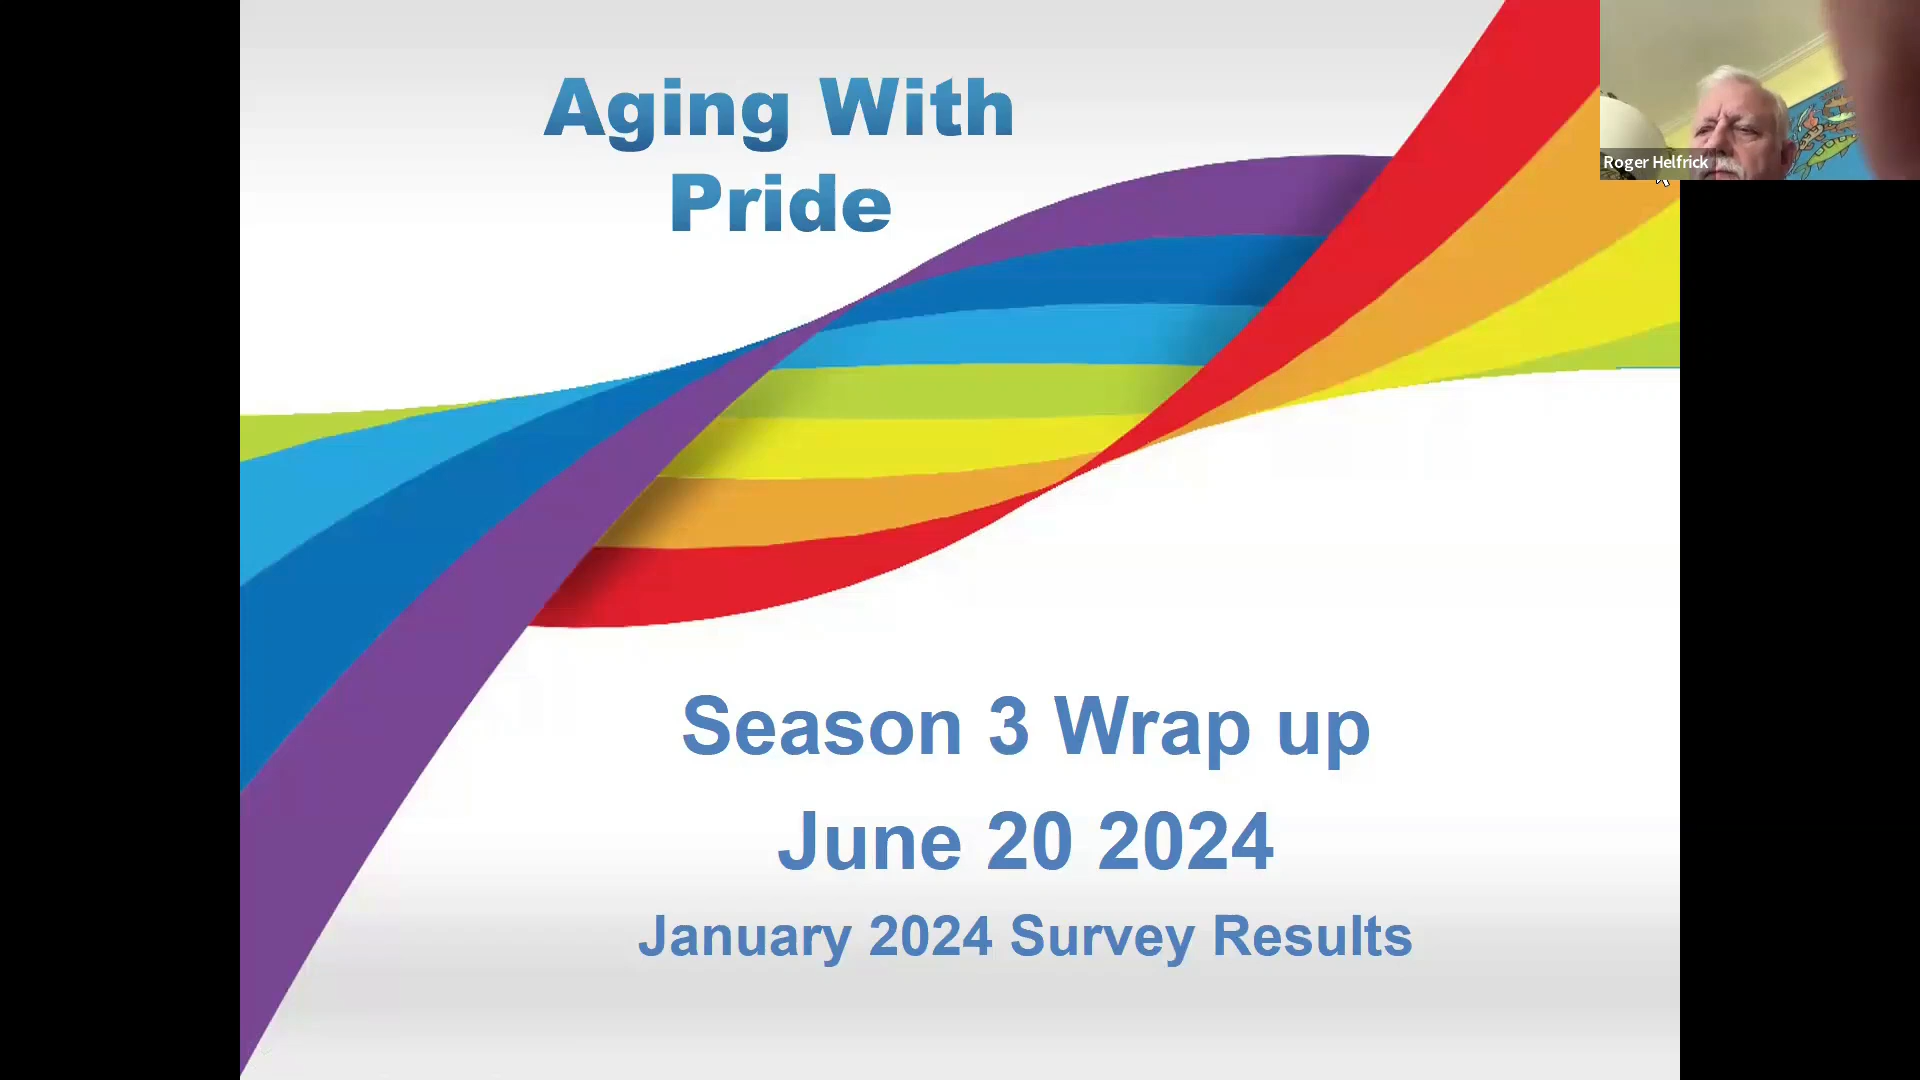 Aging With
Pride
Roger Helfrick
Season 3 Wrap up
June 20 2024
January 2024 Survey Results